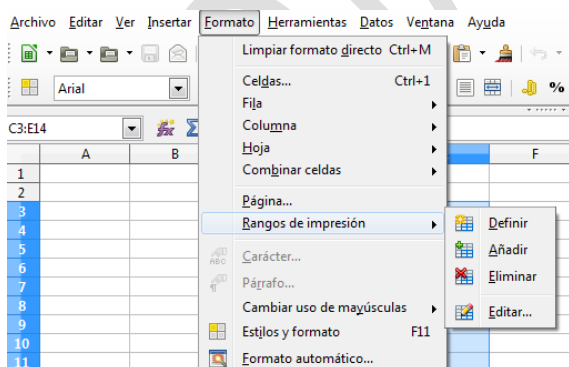 Archivo Editar Ver Insertar Formato Herramientas Datos Ventana Ayuda
Limpiar formato directo Ctrl+M
Arial
Celdas... Ctrl+1
%
Fila
C3:E14
Columna
A B F
Hoja
1
Combinar celdas
2
Página...
3
Rangos de impresión
Definir
4
5
Carácter...
Añadir
ABC
6
7
Párrafo...
Eliminar
8
Cambiar uso de mayúsculas
Editar...
9
Estilos y formato F11
10
11
Formato automático...